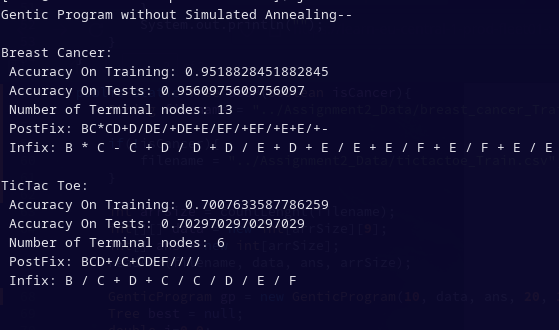 Gentic Program without Simulated Annealing--
Breast Cancer:
Accuracy On Training: 0.9518828451882845
Accuracy On Tests: 0.9560975609756097
Number of Terminal nodes: 13
PostFix: BC*CD+D/DE/+DE+E/EF/+EF/+E+E/+-
Infix: B * C - C + D / D + D / E + D + E / E + E / F + E / F + E / E
TicTac Toe:
Accuracy On Training: 0.7007633587786259
Accuracy On Tests: 0.7029702970297029
Number of Terminal nodes: 6
PostFix: BCD+/C+CDEF////
Infix: B / C + D + C / C / D / E / F